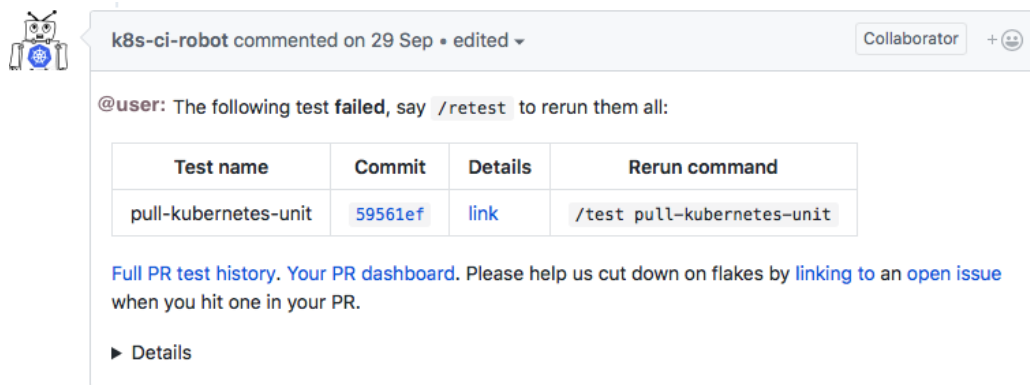 k8s-ci-robot commented on 29 Sep • edited
Collaborator
@user: The following test failed, say /retest to rerun them all:
Test name Commit Details Rerun command
pull-kubernetes-unit 59561ef link /test pull-kubernetes-unit
Full PR test history. Your PR dashboard. Please help us cut down on flakes by linking to an open issue
when you hit one in your PR.
Details